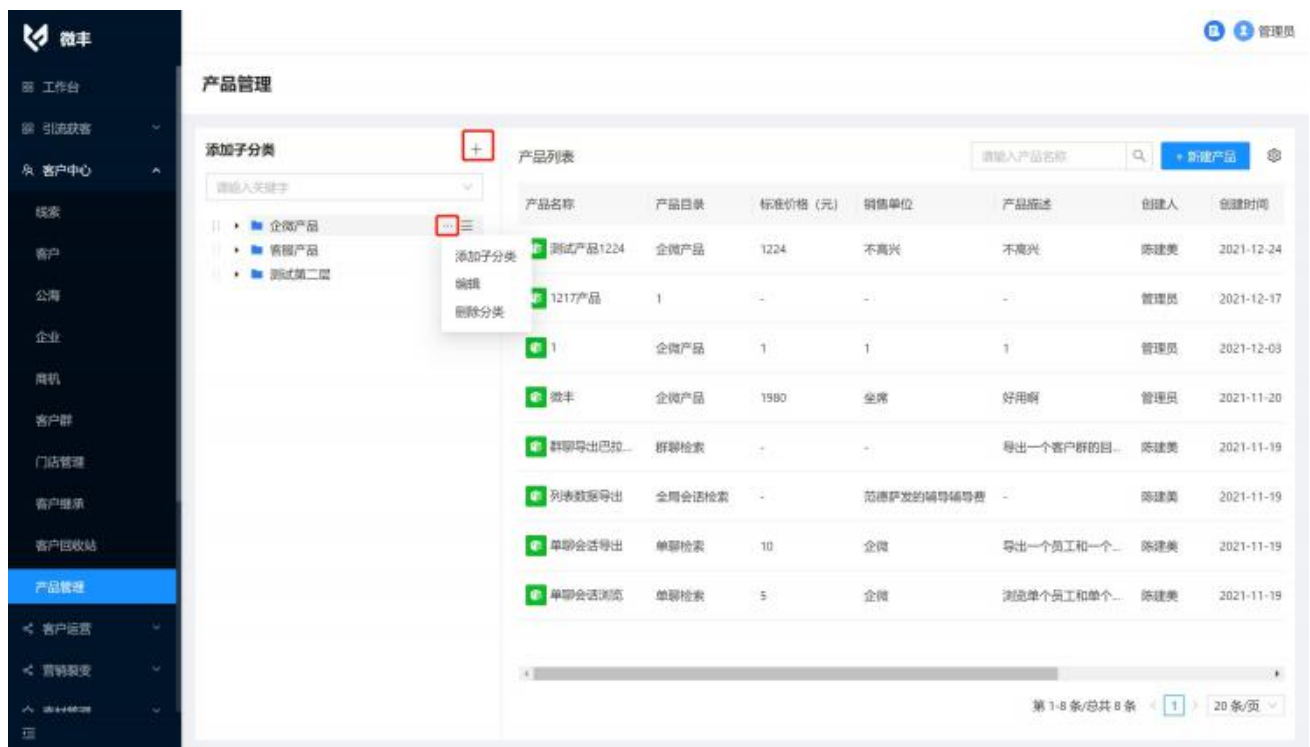 微丰
管理员
工作台
引流获客
客户中心
线索
客户
公海
企业
商机
客户群
门店管理
客户继承
客户回收站
产品管理
客户运营
营销裂变
素材管理
产品管理
添加子分类 +
请输入关键字
企微产品
客服产品
测试第二层
添加子分类
编辑
删除分类
产品列表 请输入产品名称 + 新建产品
产品名称 产品目录 标准价格（元） 销售单位 产品描述 创建人 创建时间
测试产品1224 企微产品 1224 不高兴 不高兴 陈建美 2021-12-24
1217产品 1 - - - 管理员 2021-12-17
1 企微产品 1 1 1 管理员 2021-12-03
微丰 企微产品 1980 坐席 好用啊 管理员 2021-11-20
群聊导出巴拉... 群聊检索 - - 导出一个客户群的回... 陈建美 2021-11-19
列表数据导出 全局会话检索 - 范德萨发的辅导辅导费 - 陈建美 2021-11-19
单聊会话导出 单聊检索 10 企微 导出一个员工和一个... 陈建美 2021-11-19
单聊会话浏览 单聊检索 5 企微 浏览单个员工和单个... 陈建美 2021-11-19
第 1-8 条/总共 8 条 1 20 条/页